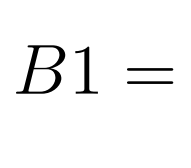 B1 =